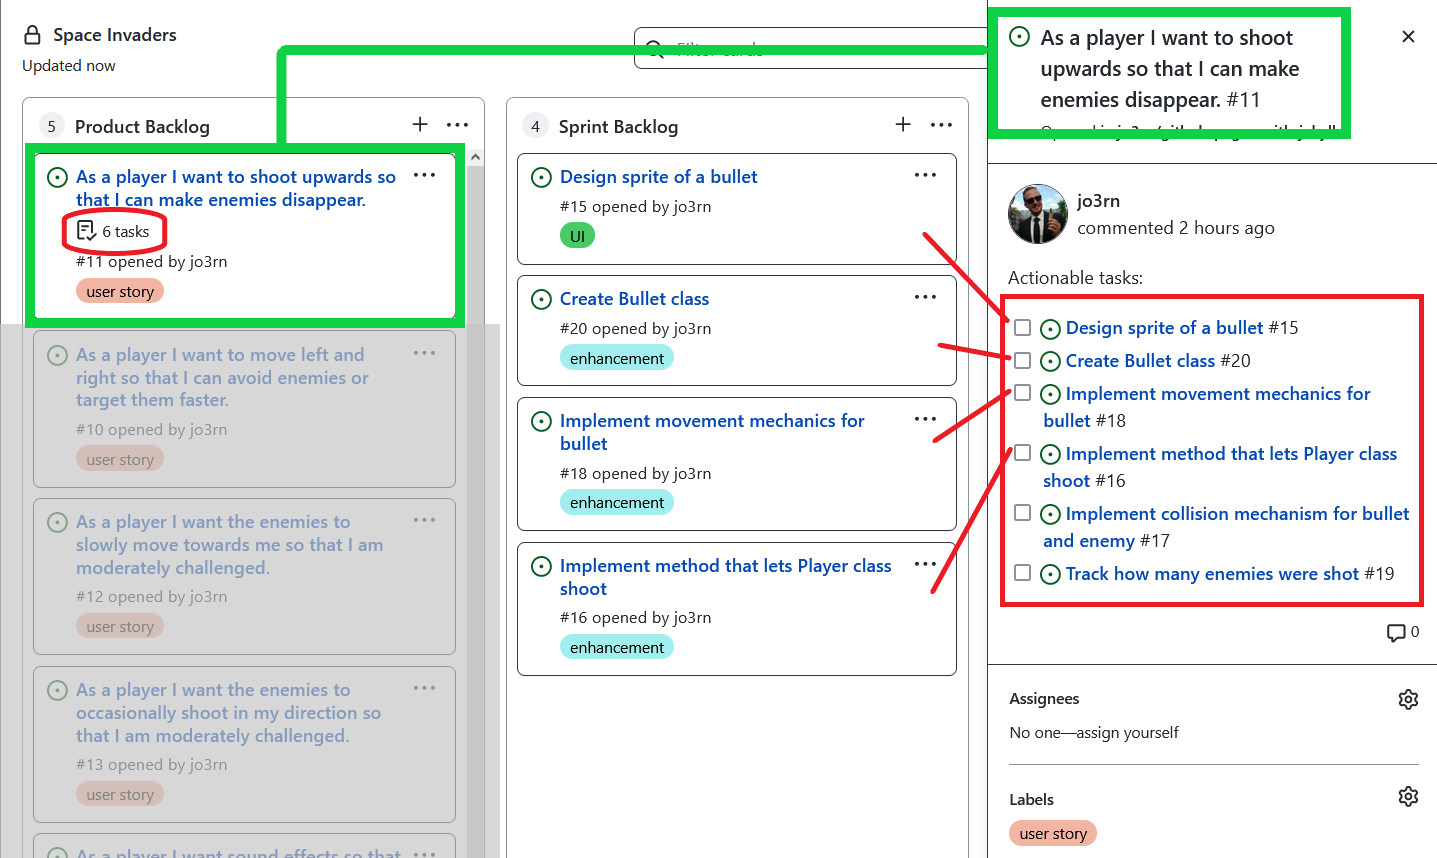 Space Invaders
Updated now
Filter cards
5 Product Backlog
As a player I want to shoot upwards so
that I can make enemies disappear.
6 tasks
#11 opened by jo3rn
user story
As a player I want to move left and
right so that I can avoid enemies or
target them faster.
#10 opened by jo3rn
user story
As a player I want the enemies to
slowly move towards me so that I am
moderately challenged.
#12 opened by jo3rn
user story
As a player I want the enemies to
occasionally shoot in my direction so
that I am moderately challenged.
#13 opened by jo3rn
user story
As a player I want sound effects so that
4 Sprint Backlog
Design sprite of a bullet
#15 opened by jo3rn
UI
Create Bullet class
#20 opened by jo3rn
enhancement
Implement movement mechanics for
bullet
#18 opened by jo3rn
enhancement
Implement method that lets Player class
shoot
#16 opened by jo3rn
enhancement
As a player I want to shoot
upwards so that I can make
enemies disappear. #11
jo3rn
commented 2 hours ago
Actionable tasks:
Design sprite of a bullet #15
Create Bullet class #20
Implement movement mechanics for
bullet #18
Implement method that lets Player class
shoot #16
Implement collision mechanism for bullet
and enemy #17
Track how many enemies were shot #19
0
Assignees
No one—assign yourself
Labels
user story